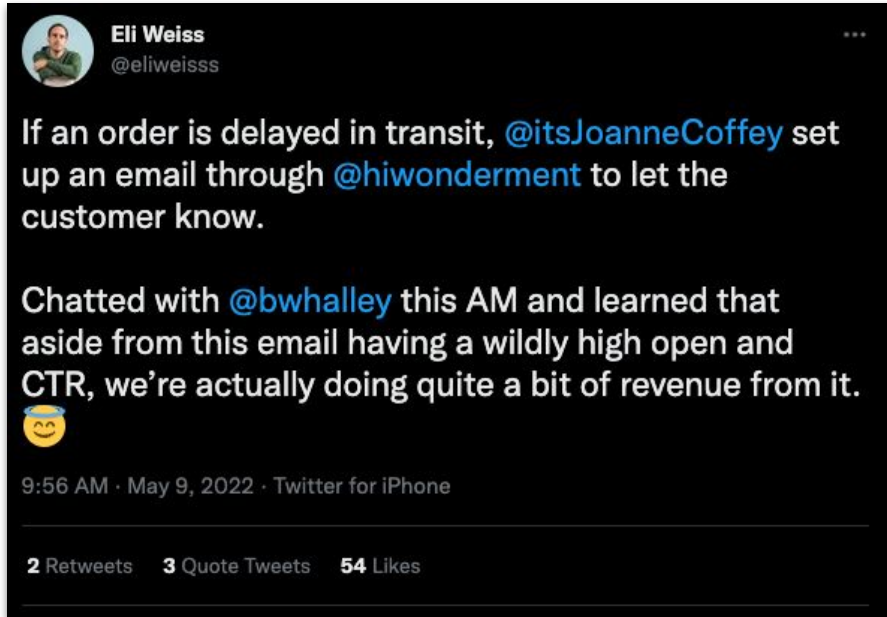 Eli Weiss
@eliweisss
If an order is delayed in transit, @itsJoanneCoffey set
up an email through @hiwonderment to let the
customer know.
Chatted with @bwhalley this AM and learned that
aside from this email having a wildly high open and
CTR, we’re actually doing quite a bit of revenue from it.
😇
9:56 AM · May 9, 2022 · Twitter for iPhone
2 Retweets 3 Quote Tweets 54 Likes